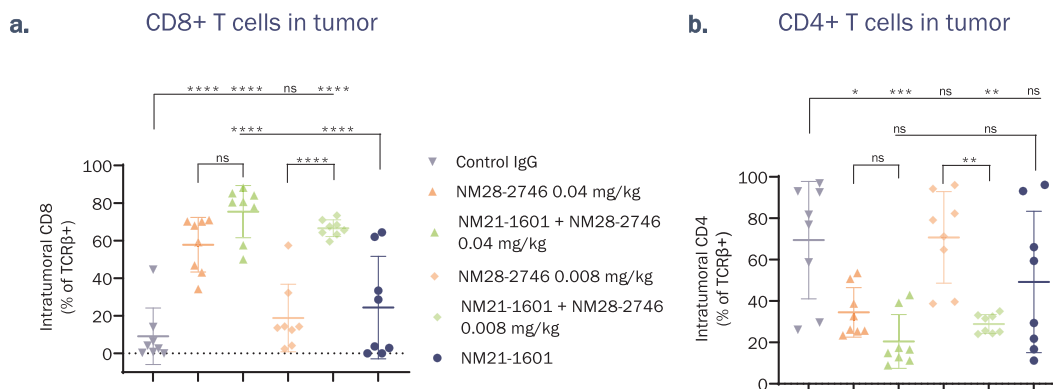 a.
CD8+ T cells in tumor
**** **** ns ****
**** ****
ns
****
100
80
60
40
20
0
Intratumoral CD8
(% of TCRβ+)
Control IgG
NM28-2746 0.04 mg/kg
NM21-1601 + NM28-2746
0.04 mg/kg
NM28-2746 0.008 mg/kg
NM21-1601 + NM28-2746
0.008 mg/kg
NM21-1601
b.
CD4+ T cells in tumor
* *** ns ** ns
ns ns
ns
**
100
80
60
40
20
0
Intratumoral CD4
(% of TCRβ+)